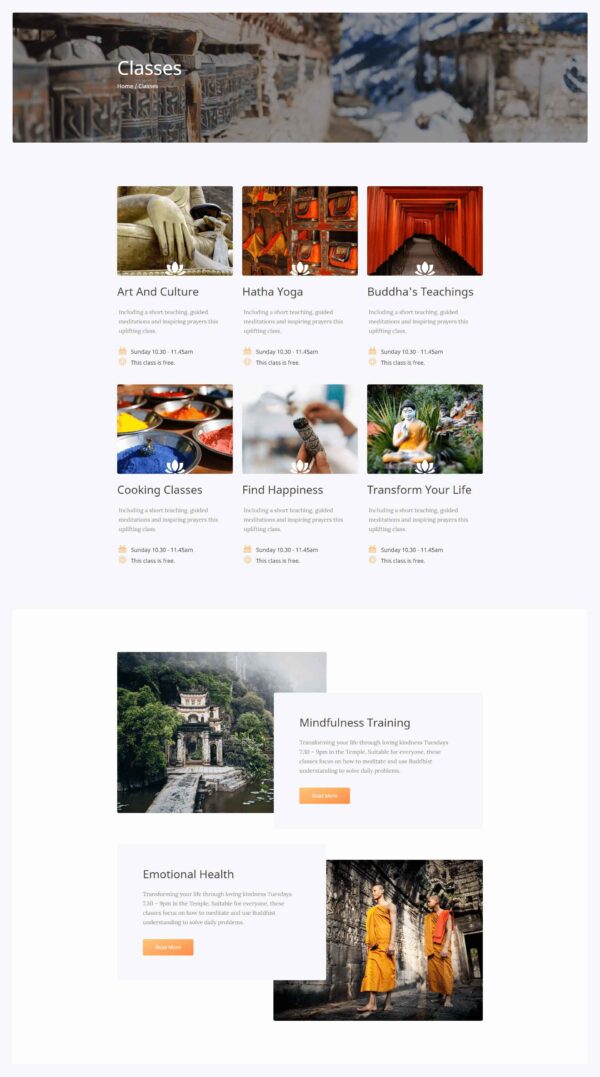 Classes
Home / Classes
Art And Culture
Including a short teaching, guided
meditations and inspiring prayers this
uplifting class.
Sunday 10.30 - 11.45am
This class is free.
Hatha Yoga
Including a short teaching, guided
meditations and inspiring prayers this
uplifting class.
Sunday 10.30 - 11.45am
This class is free.
Buddha's Teachings
Including a short teaching, guided
meditations and inspiring prayers this
uplifting class.
Sunday 10.30 - 11.45am
This class is free.
Cooking Classes
Including a short teaching, guided
meditations and inspiring prayers this
uplifting class.
Sunday 10.30 - 11.45am
This class is free.
Find Happiness
Including a short teaching, guided
meditations and inspiring prayers this
uplifting class.
Sunday 10.30 - 11.45am
This class is free.
Transform Your Life
Including a short teaching, guided
meditations and inspiring prayers this
uplifting class.
Sunday 10.30 - 11.45am
This class is free.
Mindfulness Training
Transforming your life through loving kindness Tuesdays
7.30 – 9pm in the Temple. Suitable for everyone, these
classes focus on how to meditate and use Buddhist
understanding to solve daily problems.
Read More
Emotional Health
Transforming your life through loving kindness Tuesdays
7.30 – 9pm in the Temple. Suitable for everyone, these
classes focus on how to meditate and use Buddhist
understanding to solve daily problems.
Read More